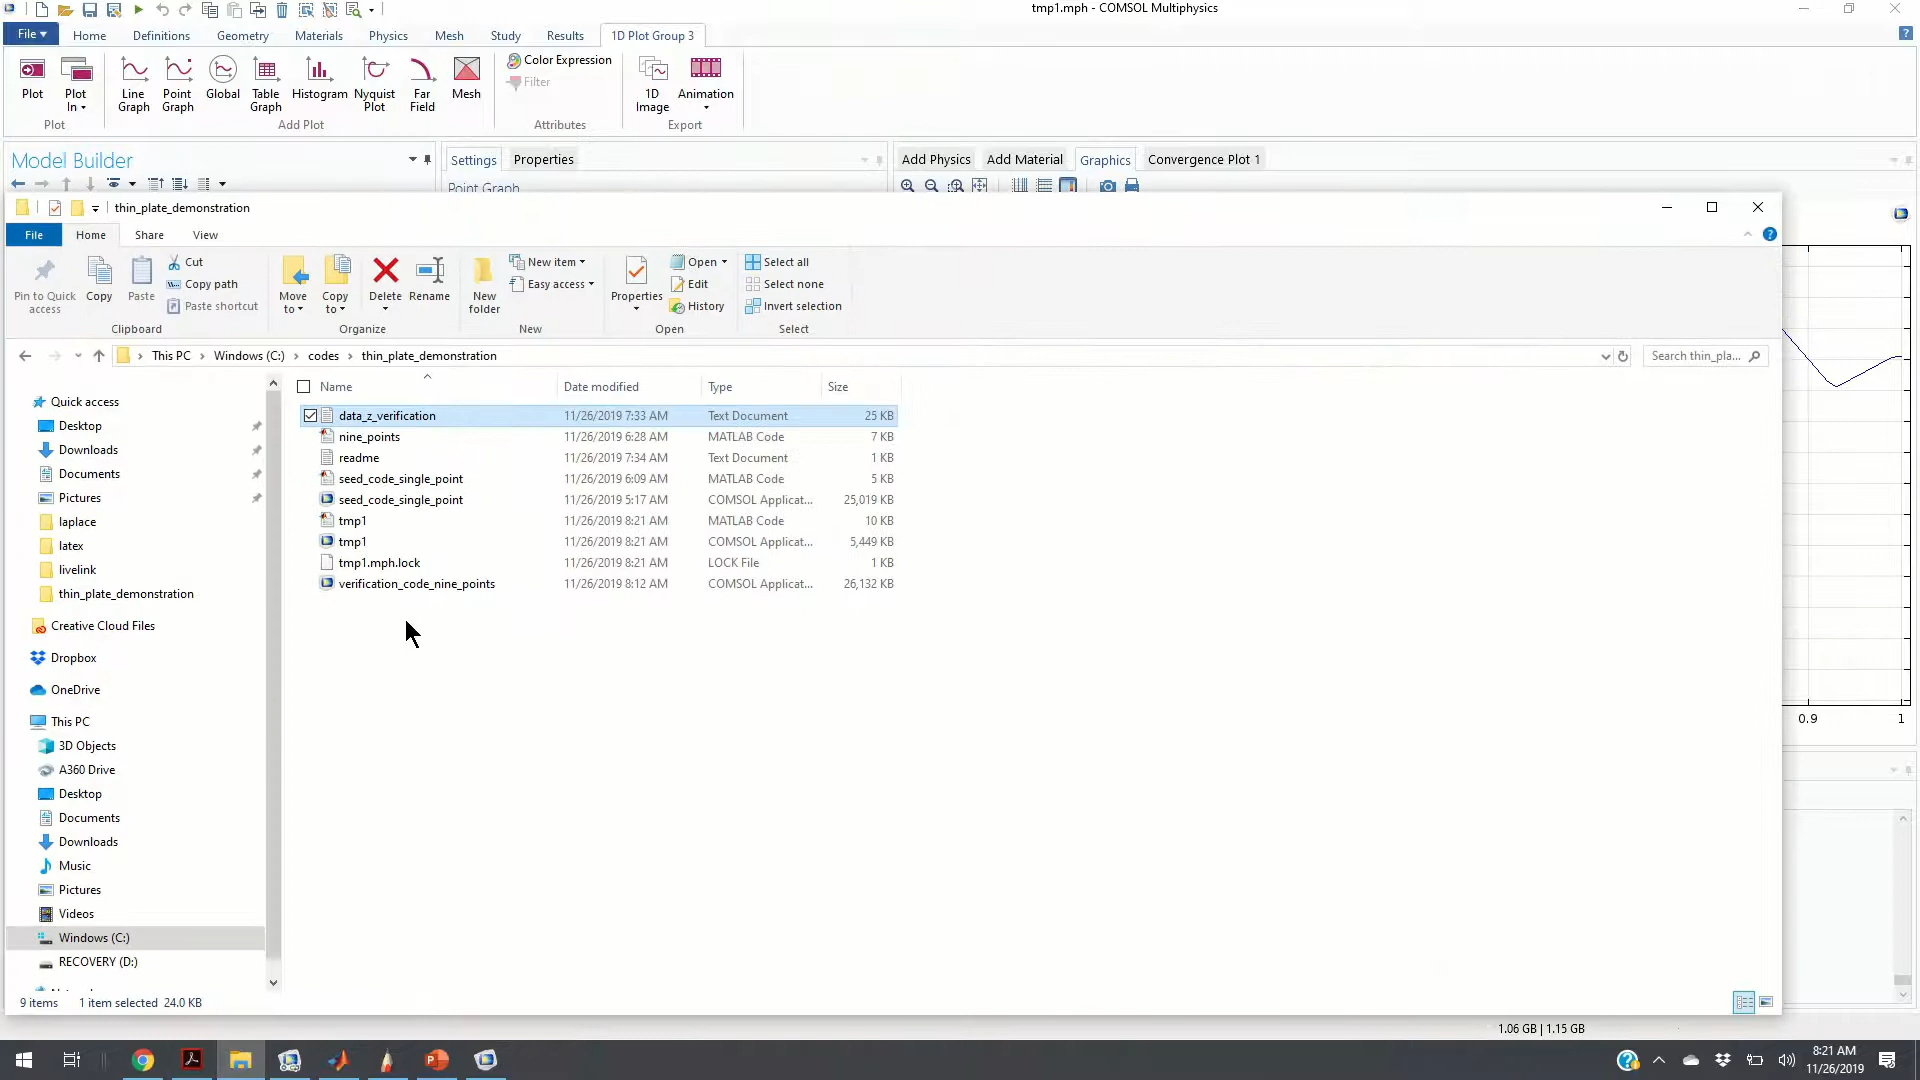 tmp1.mph - COMSOL Multiphysics
File Home Definitions Geometry Materials Physics Mesh Study Results 1D Plot Group 3
Plot Plot In Line Graph Point Graph Global Table Graph Histogram Nyquist Plot Far Field Mesh Color Expression Filter 1D Image Animation
Plot Add Plot Attributes Export
Model Builder
Settings Properties
Point Graph
Add Physics Add Material Graphics Convergence Plot 1
thin_plate_demonstration
File Home Share View
Pin to Quick access
Copy
Paste
Cut
Copy path
Paste shortcut
Clipboard
Move to
Copy to
Delete
Rename
Organize
New folder
New item
Easy access
New
Properties
Open
Edit
History
Open
Select all
Select none
Invert selection
Select
This PC > Windows (C:) > codes > thin_plate_demonstration
Search thin_pla...
Name Date modified Type Size
data_z_verification 11/26/2019 7:33 AM Text Document 25 KB
nine_points 11/26/2019 6:28 AM MATLAB Code 7 KB
readme 11/26/2019 7:34 AM Text Document 1 KB
seed_code_single_point 11/26/2019 6:09 AM MATLAB Code 5 KB
seed_code_single_point 11/26/2019 5:17 AM COMSOL Applicat... 25,019 KB
tmp1 11/26/2019 8:21 AM MATLAB Code 10 KB
tmp1 11/26/2019 8:21 AM COMSOL Applicat... 5,449 KB
tmp1.mph.lock 11/26/2019 8:21 AM LOCK File 1 KB
verification_code_nine_points 11/26/2019 8:12 AM COMSOL Applicat... 26,132 KB
Quick access
Desktop
Downloads
Documents
Pictures
laplace
latex
livelink
thin_plate_demonstration
Creative Cloud Files
Dropbox
OneDrive
This PC
3D Objects
A360 Drive
Desktop
Documents
Downloads
Music
Pictures
Videos
Windows (C:)
RECOVERY (D:)
9 items 1 item selected 24.0 KB
0.9 1
1.06 GB | 1.15 GB
8:21 AM
11/26/2019